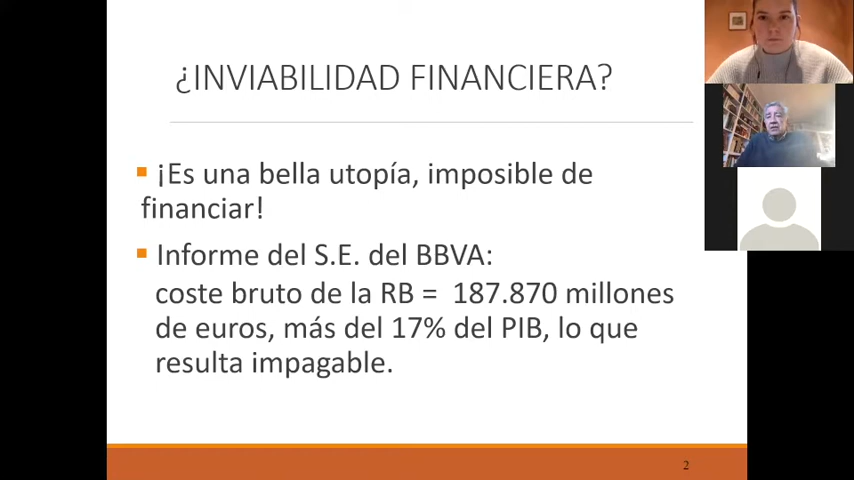 ¿INVIABILIDAD FINANCIERA?
¡Es una bella utopía, imposible de
financiar!
Informe del S.E. del BBVA:
coste bruto de la RB = 187.870 millones
de euros, más del 17% del PIB, lo que
resulta impagable.
2